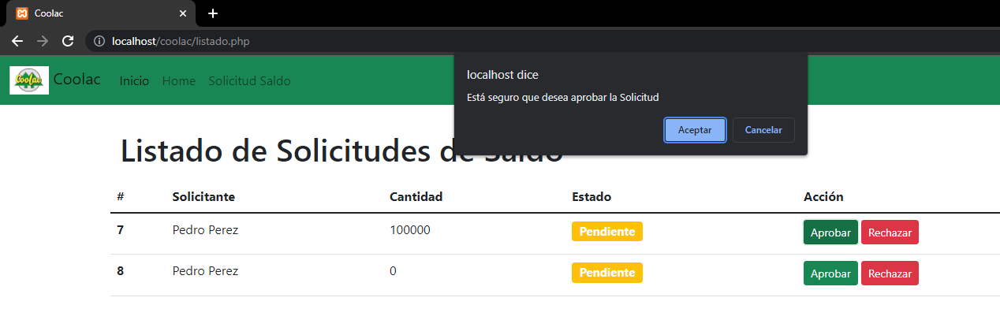 Coolac
localhost/coolac/listado.php
Coolac Coolac Inicio Home Solicitud Saldo
localhost dice
Está seguro que desea aprobar la Solicitud
Aceptar Cancelar
Listado de Solicitudes de Saldo
# Solicitante Cantidad Estado Acción
7 Pedro Perez 100000 Pendiente Aprobar Rechazar
8 Pedro Perez 0 Pendiente Aprobar Rechazar